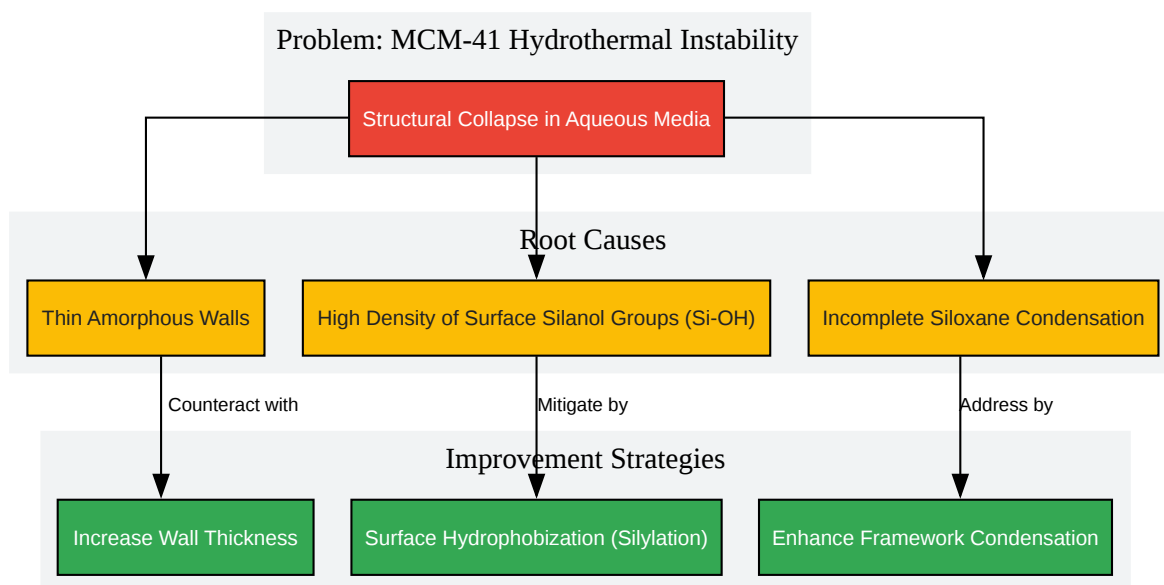 Problem: MCM-41 Hydrothermal Instability
Structural Collapse in Aqueous Media
Root Causes
Thin Amorphous Walls
High Density of Surface Silanol Groups (Si-OH)
Incomplete Siloxane Condensation
Counteract with
Mitigate by
Address by
Improvement Strategies
Increase Wall Thickness
Surface Hydrophobization (Silylation)
Enhance Framework Condensation